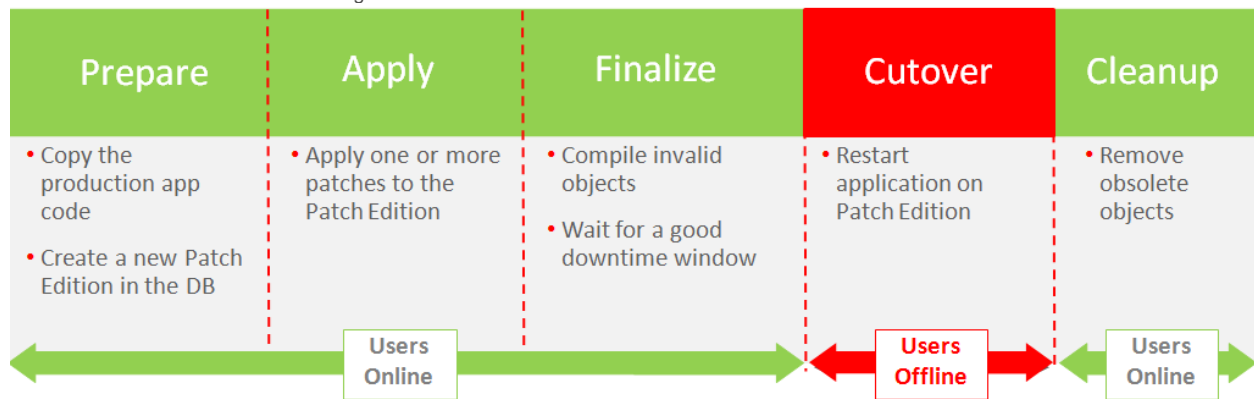 Prepare
Apply
Finalize
Cutover
Cleanup
• Copy the
production app
code
• Create a new Patch
Edition in the DB
• Apply one or more
patches to the
Patch Edition
• Compile invalid
objects
• Wait for a good
downtime window
• Restart
application on
Patch Edition
• Remove
obsolete
objects
Users
Online
Users
Offline
Users
Online